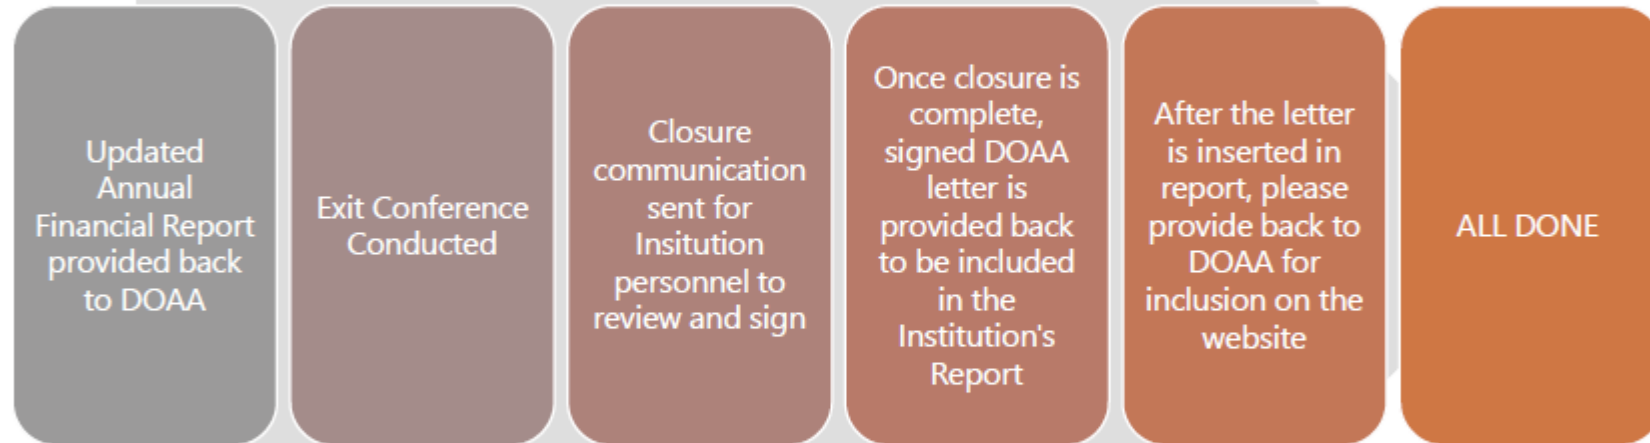 Updated
Annual
Financial Report
provided back
to DOAA
Exit Conference
Conducted
Closure
communication
sent for
Insitution
personnel to
review and sign
Once closure is
complete,
signed DOAA
letter is
provided back
to be included
in the
Institution's
Report
After the letter
is inserted in
report, please
provide back to
DOAA for
inclusion on the
website
ALL DONE